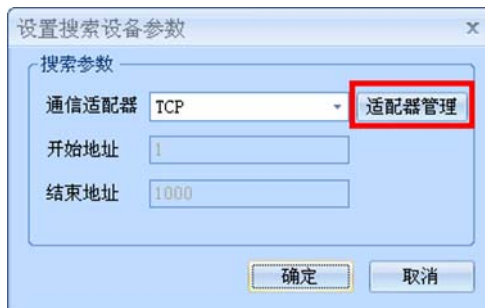 设置搜索设备参数
搜索参数
通信适配器 TCP 适配器管理
开始地址 1
结束地址 1000
确定 取消